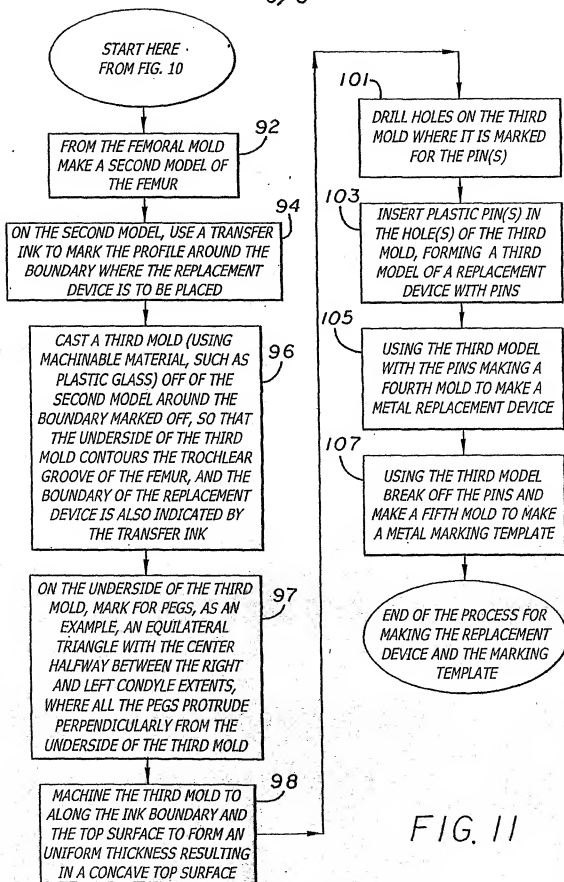 START HERE
FROM FIG. 10
92
FROM THE FEMORAL MOLD
MAKE A SECOND MODEL OF
THE FEMUR
94
ON THE SECOND MODEL, USE A TRANSFER
INK TO MARK THE PROFILE AROUND THE
BOUNDARY WHERE THE REPLACEMENT
DEVICE IS TO BE PLACED
96
CAST A THIRD MOLD (USING
MACHINABLE MATERIAL, SUCH AS
PLASTIC GLASS) OFF OF THE
SECOND MODEL AROUND THE
BOUNDARY MARKED OFF, SO THAT
THE UNDERSIDE OF THE THIRD
MOLD CONTOURS THE TROCHLEAR
GROOVE OF THE FEMUR, AND THE
BOUNDARY OF THE REPLACEMENT
DEVICE IS ALSO INDICATED BY
THE TRANSFER INK
97
ON THE UNDERSIDE OF THE THIRD
MOLD, MARK FOR PEGS, AS AN
EXAMPLE, AN EQUILATERAL
TRIANGLE WITH THE CENTER
HALFWAY BETWEEN THE RIGHT
AND LEFT CONDYLE EXTENTS,
WHERE ALL THE PEGS PROTRUDE
PERPENDICULARLY FROM THE
UNDERSIDE OF THE THIRD MOLD
98
MACHINE THE THIRD MOLD TO
ALONG THE INK BOUNDARY AND
THE TOP SURFACE TO FORM AN
UNIFORM THICKNESS RESULTING
IN A CONCAVE TOP SURFACE
101
DRILL HOLES ON THE THIRD
MOLD WHERE IT IS MARKED
FOR THE PIN(S)
103
INSERT PLASTIC PIN(S) IN
THE HOLE(S) OF THE THIRD
MOLD, FORMING A THIRD
MODEL OF A REPLACEMENT
DEVICE WITH PINS
105
USING THE THIRD MODEL
WITH THE PINS MAKING A
FOURTH MOLD TO MAKE A
METAL REPLACEMENT DEVICE
107
USING THE THIRD MODEL
BREAK OFF THE PINS AND
MAKE A FIFTH MOLD TO MAKE
A METAL MARKING TEMPLATE
END OF THE PROCESS FOR
MAKING THE REPLACEMENT
DEVICE AND THE MARKING
TEMPLATE
FIG. 11